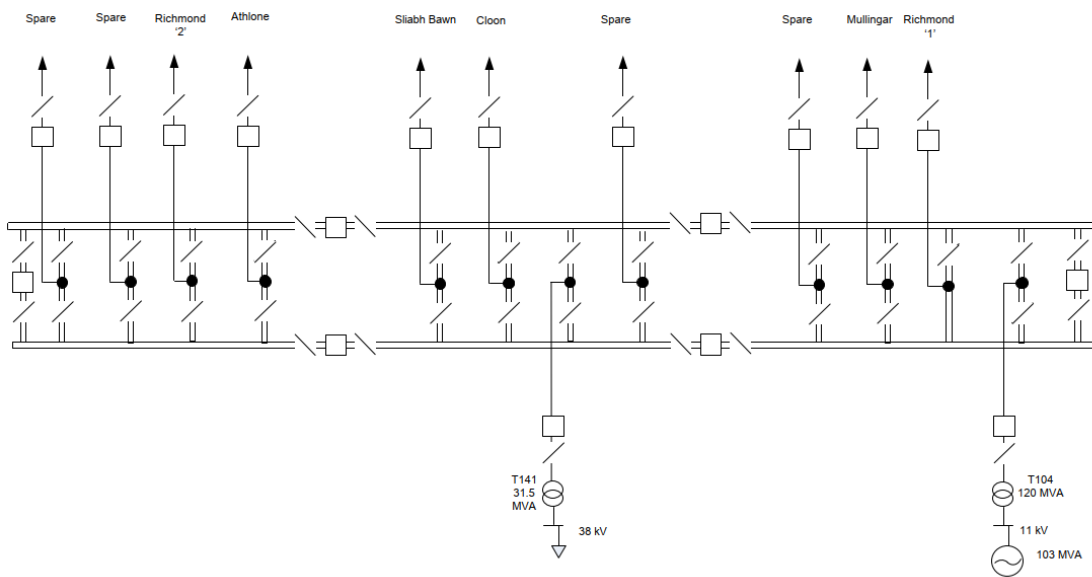 Spare
Spare
Richmond
‘2’
Athlone
Sliabh Bawn
Cloon
Spare
Spare
Mullingar
Richmond
‘1’
T141
31.5
MVA
38 kV
T104
120 MVA
11 kV
103 MVA